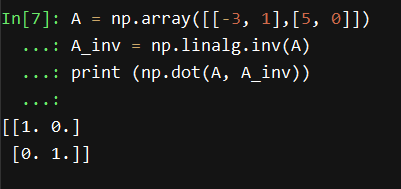 In[7]: A = np.array([[-3, 1],[5, 0]])
...: A_inv = np.linalg.inv(A)
...: print (np.dot(A, A_inv))
...:
[[1. 0.]
[0. 1.]]